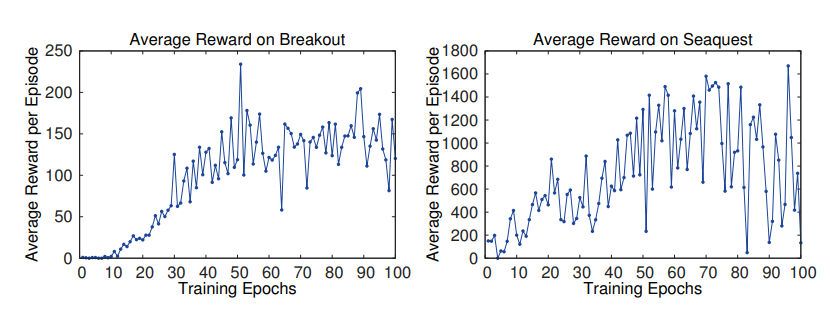 Average Reward on Breakout
Average Reward per Episode
250
200
150
100
50
0
0 10 20 30 40 50 60 70 80 90 100
Training Epochs
Average Reward on Seaquest
Average Reward per Episode
1800
1600
1400
1200
1000
800
600
400
200
0
0 10 20 30 40 50 60 70 80 90 100
Training Epochs